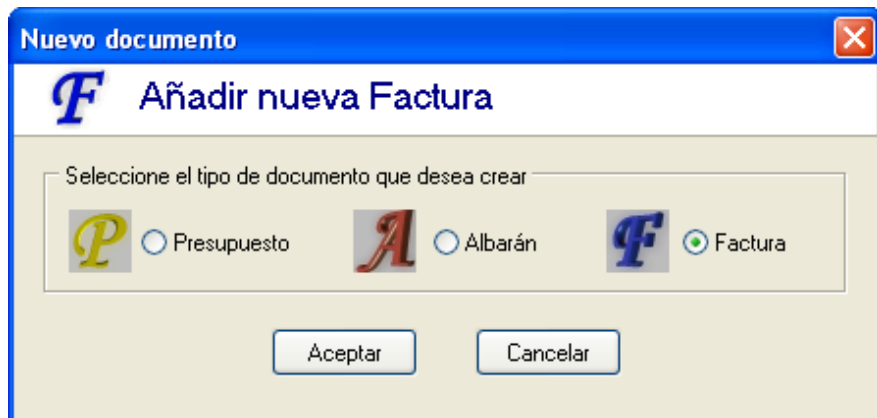 Nuevo documento
F Añadir nueva Factura
Seleccione el tipo de documento que desea crear
P Presupuesto A Albarán F Factura
Aceptar Cancelar